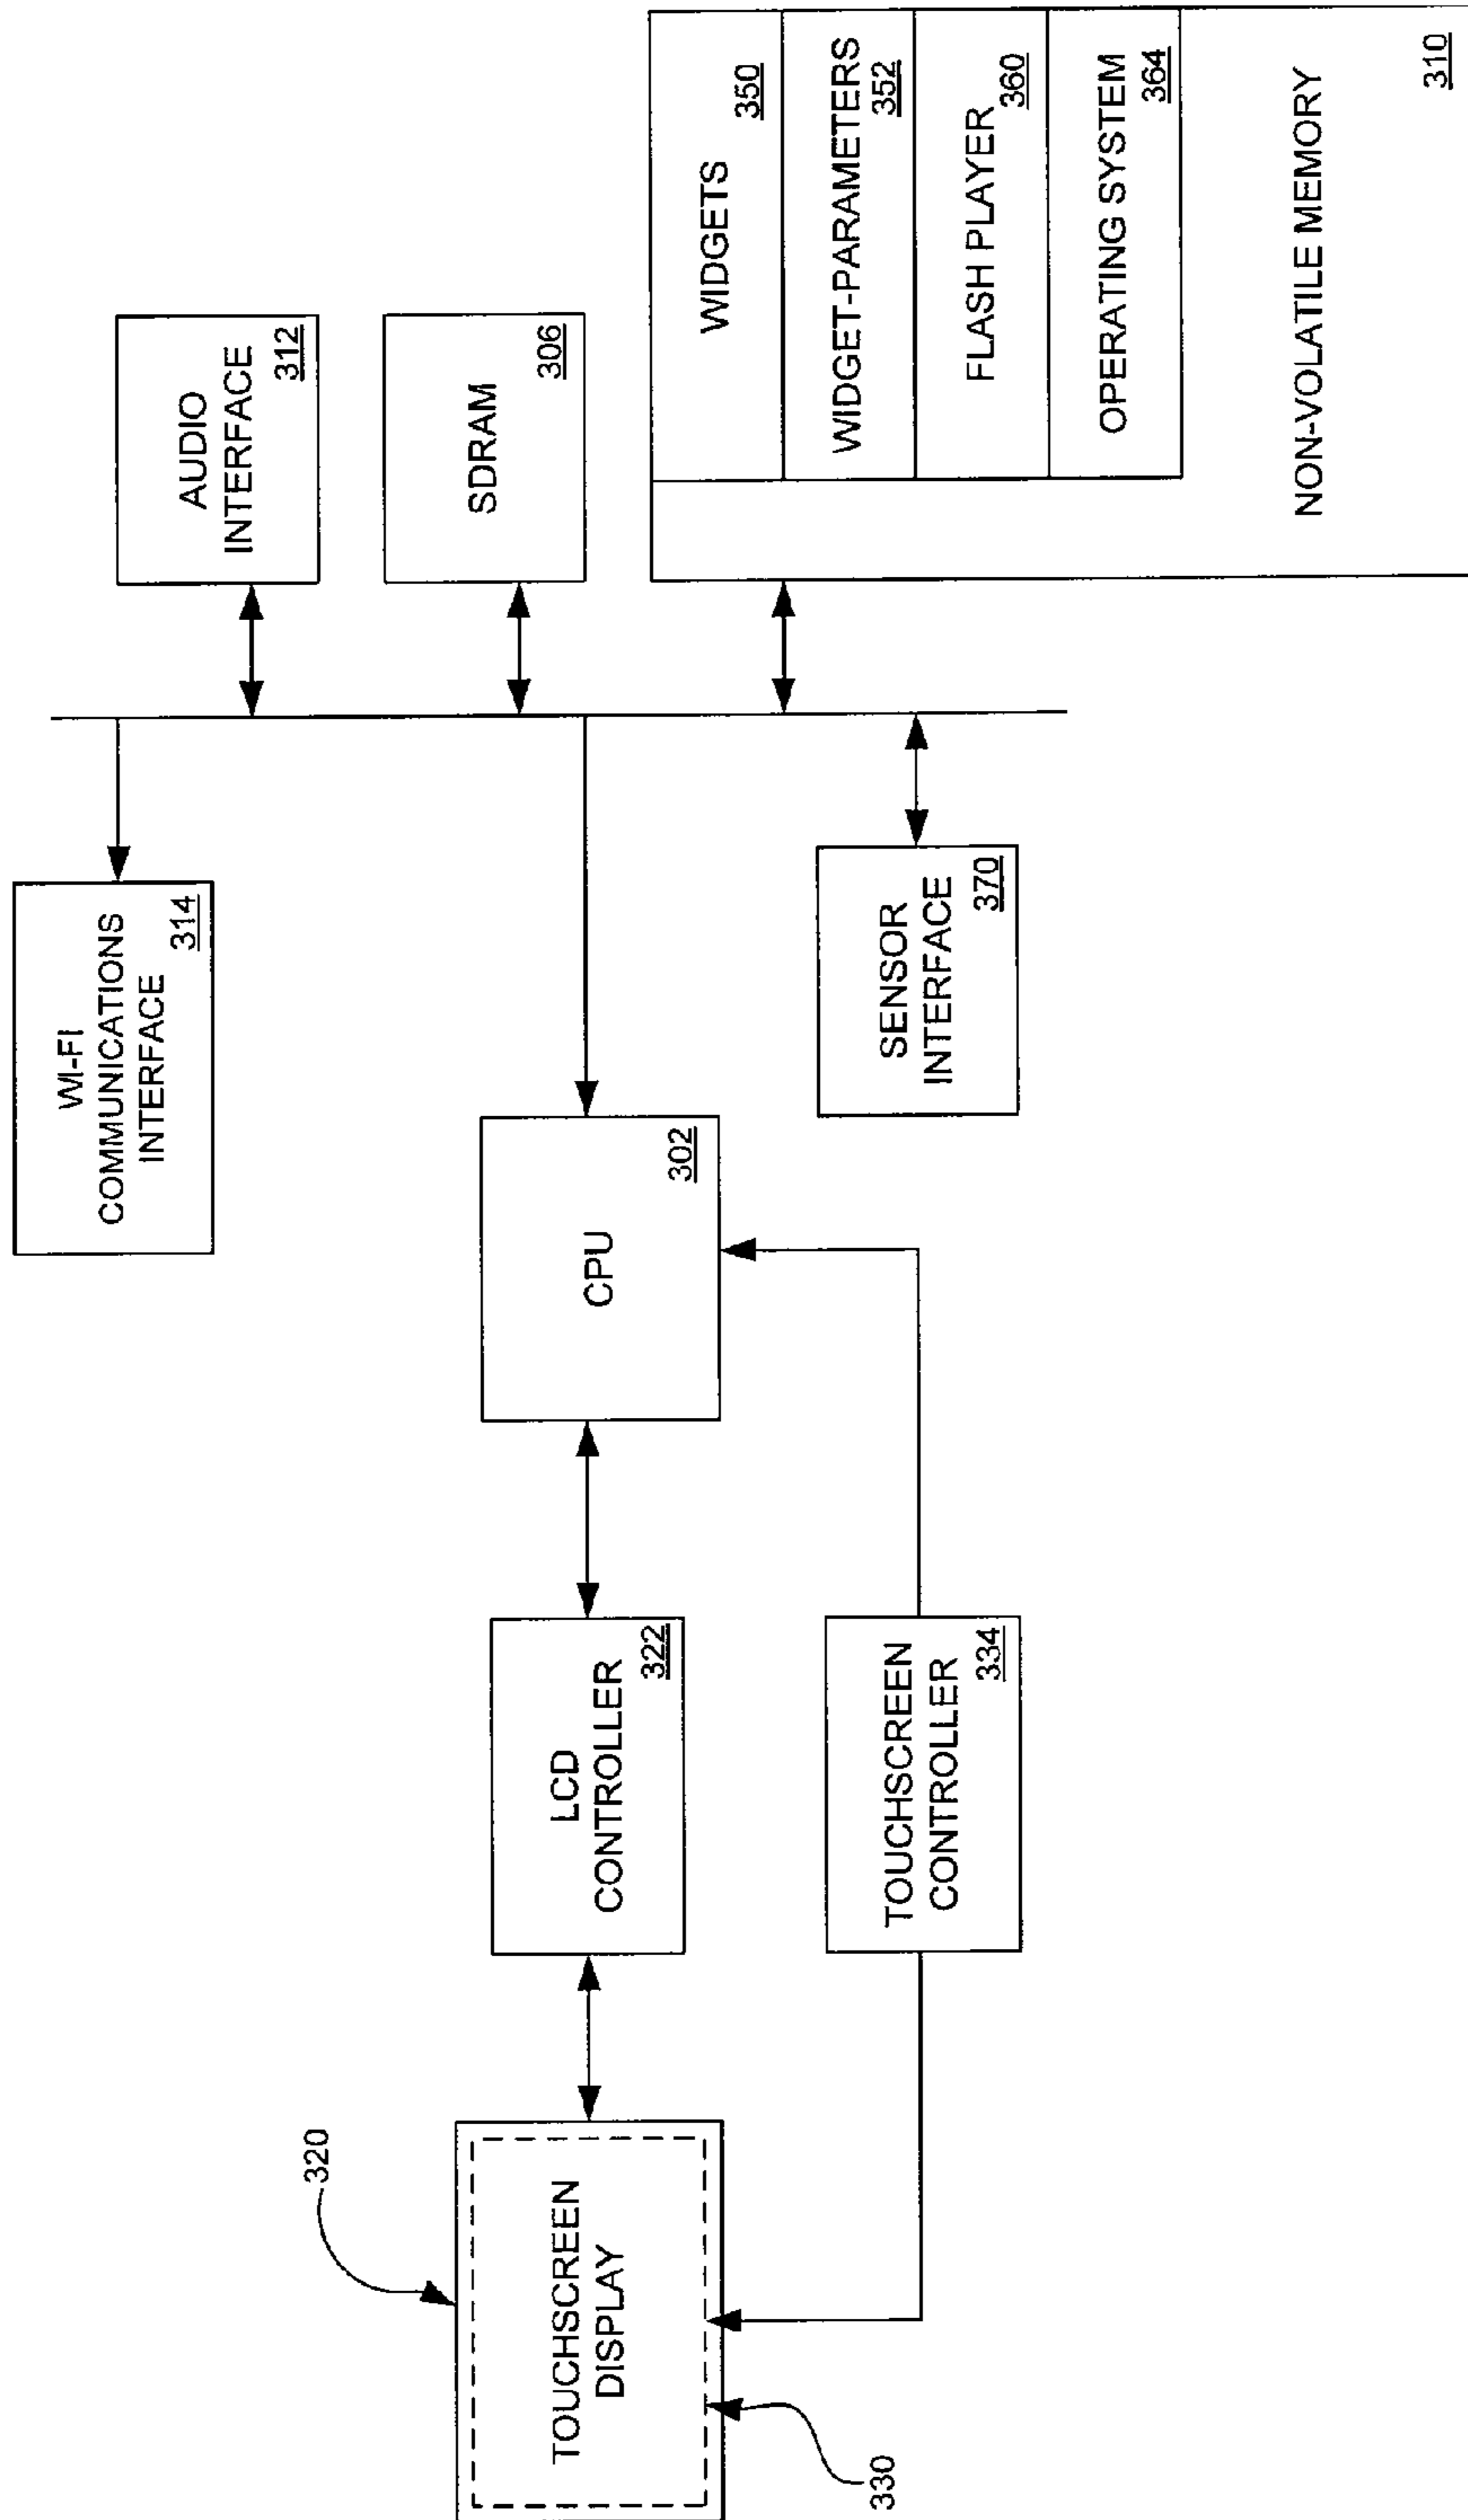 320
TOUCHSCREEN
DISPLAY
330
LCD
CONTROLLER
322
TOUCHSCREEN
CONTROLLER
334
CPU
302
WI-FI
COMMUNICATIONS
INTERFACE
314
SENSOR
INTERFACE
370
AUDIO
INTERFACE
312
SDRAM
306
WIDGETS
350
WIDGET-PARAMETERS
352
FLASH PLAYER
360
OPERATING SYSTEM
364
NON-VOLATILE MEMORY
310